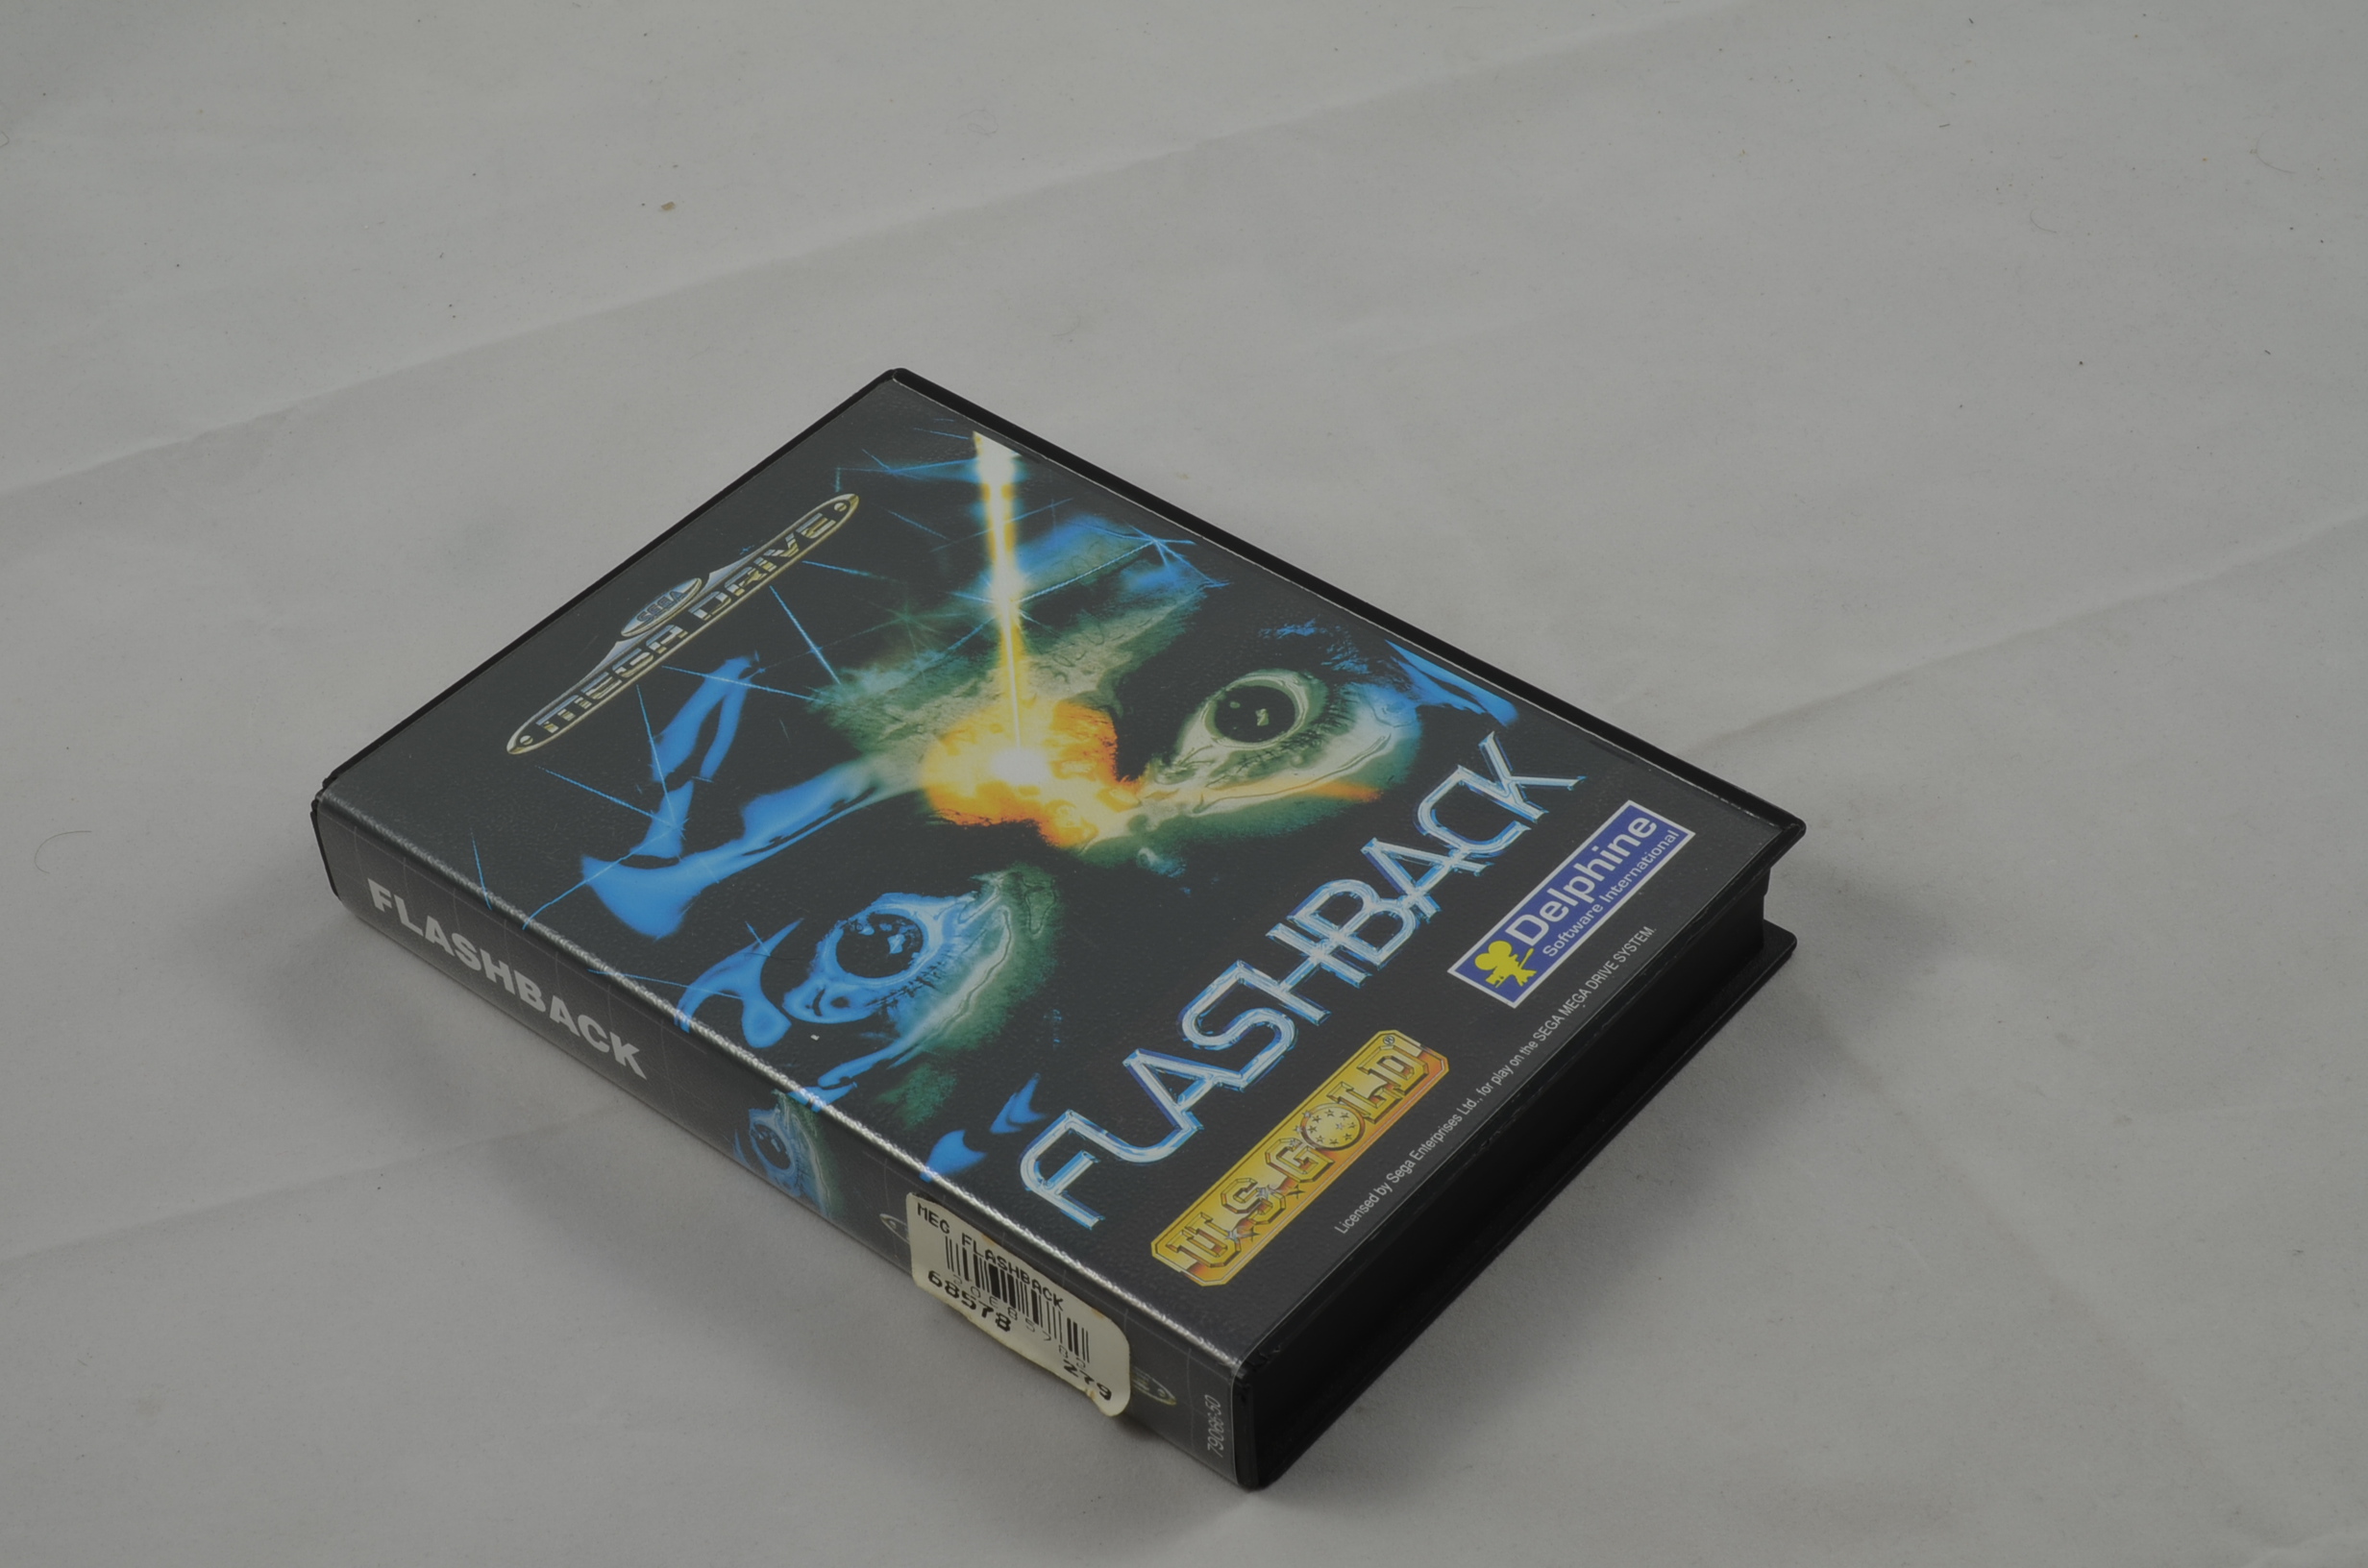 SEGA
MEGA DRIVE
FLASHBACK
Delphine
Software International
U.S. GOLD®
Licensed by Sega Enterprises Ltd., for play on the SEGA MEGA DRIVE SYSTEM.
FLASHBACK
MEG FLASHBACK
68578
279